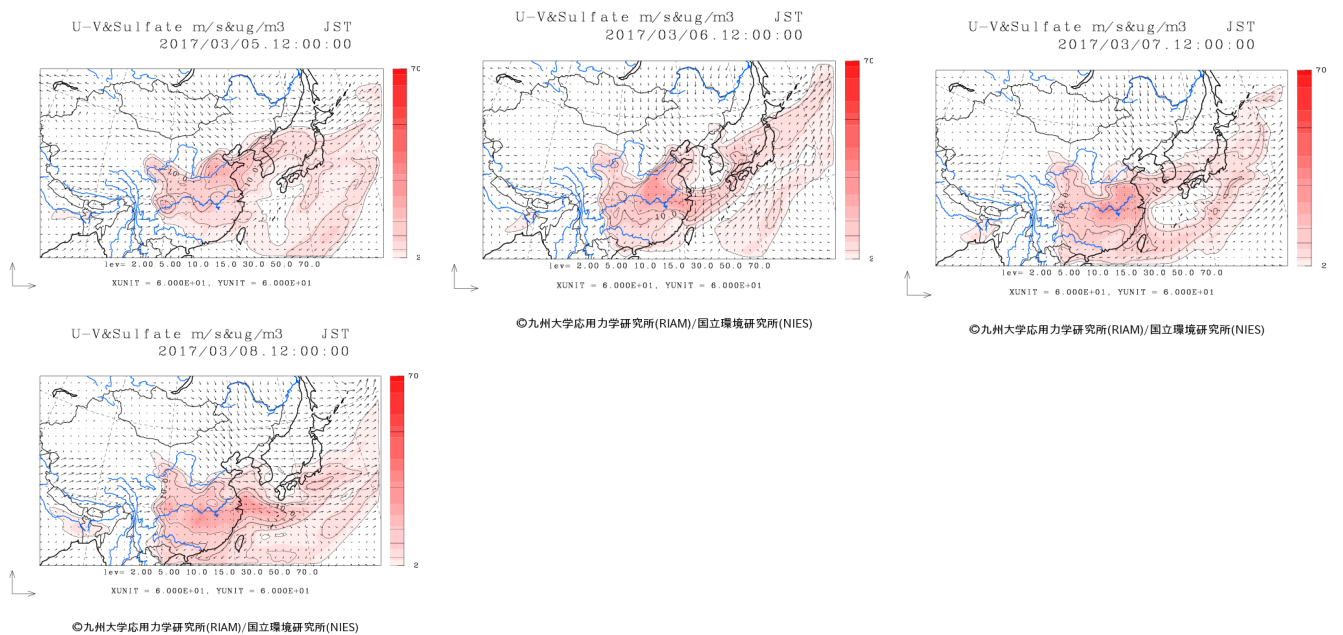 U-V&Sulfate m/s&ug/m3 JST
2017/03/05.12:00:00
70
10.0
2
lev= 2.00 5.00 10.0 15.0 30.0 50.0 70.0
XUNIT = 6.000E+01, YUNIT = 6.000E+01
U-V&Sulfate m/s&ug/m3 JST
2017/03/06.12:00:00
70
10.0
2
lev= 2.00 5.00 10.0 15.0 30.0 50.0 70.0
XUNIT = 6.000E+01, YUNIT = 6.000E+01
©九州大学応用力学研究所(RIAM)/国立環境研究所(NIES)
U-V&Sulfate m/s&ug/m3 JST
2017/03/07.12:00:00
70
2
lev= 2.00 5.00 10.0 15.0 30.0 50.0 70.0
XUNIT = 6.000E+01, YUNIT = 6.000E+01
©九州大学応用力学研究所(RIAM)/国立環境研究所(NIES)
U-V&Sulfate m/s&ug/m3 JST
2017/03/08.12:00:00
70
2
lev= 2.00 5.00 10.0 15.0 30.0 50.0 70.0
XUNIT = 6.000E+01, YUNIT = 6.000E+01
©九州大学応用力学研究所(RIAM)/国立環境研究所(NIES)